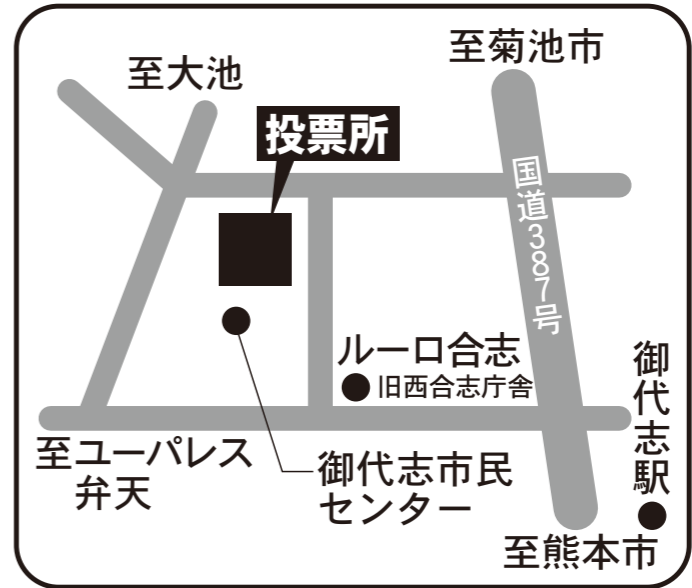 至菊池市
至大池
投票所
国道387号
ルーロ合志
旧西合志庁舎
御代志駅
至ユーパレス
弁天
御代志市民
センター
至熊本市